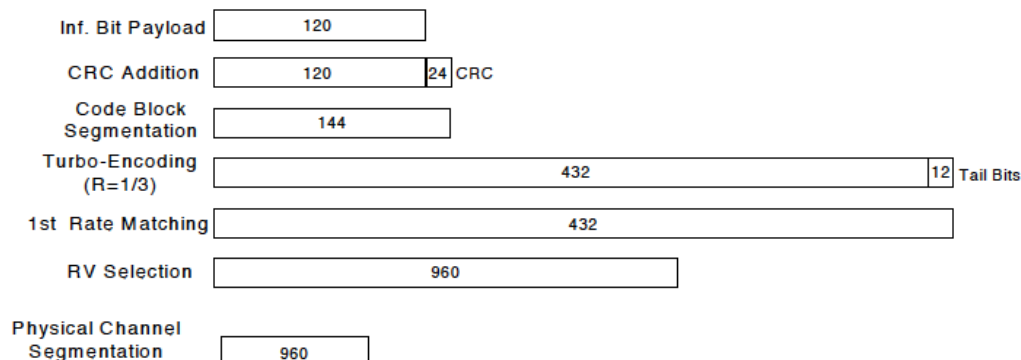 Inf. Bit Payload 120
CRC Addition 120 24 CRC
Code Block
Segmentation 144
Turbo-Encoding
(R=1/3) 432 12 Tail Bits
1st Rate Matching 432
RV Selection 960
Physical Channel
Segmentation 960